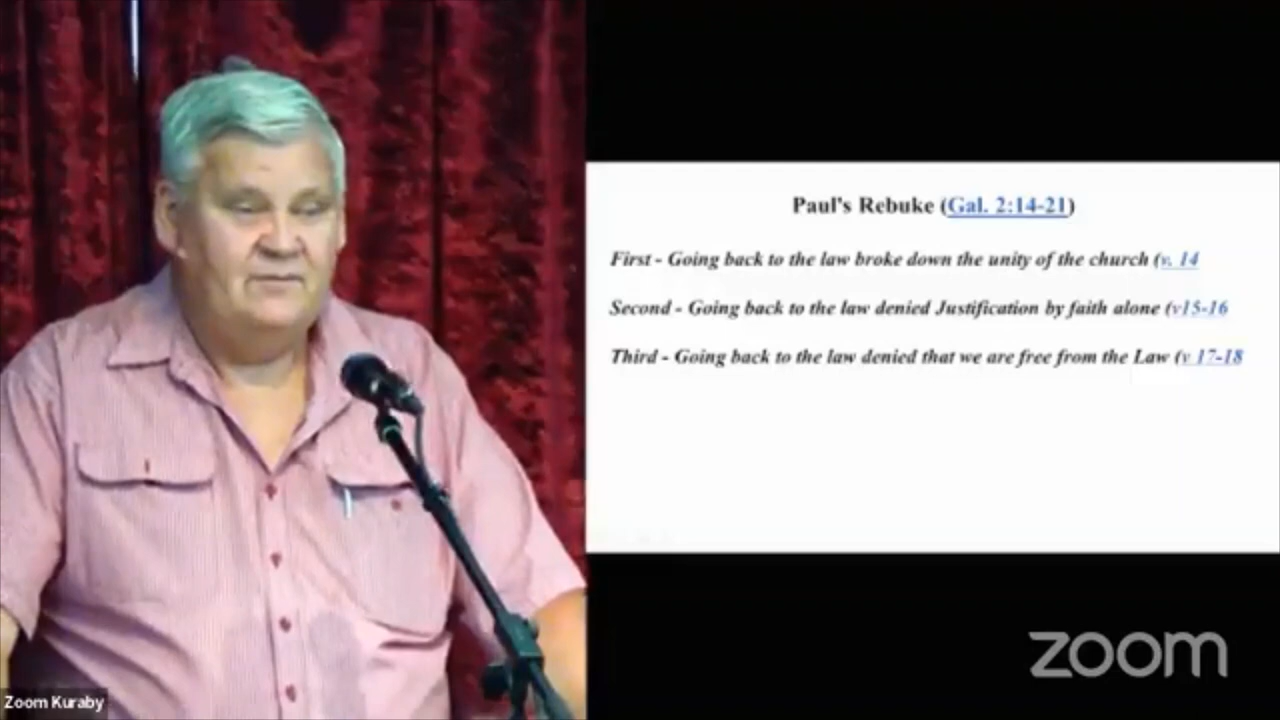 Paul's Rebuke (Gal. 2:14-21)
First - Going back to the law broke down the unity of the church (v. 14
Second - Going back to the law denied Justification by faith alone (v15-16
Third - Going back to the law denied that we are free from the Law (v 17-18
zoom
Zoom Kuraby